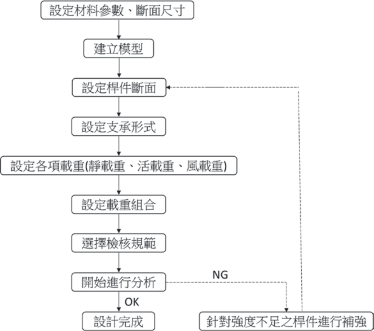 設定材料參數、斷面尺寸
建立模型
設定桿件斷面
設定支承形式
設定各項載重(靜載重、活載重、風載重)
設定載重組合
選擇檢核規範
開始進行分析
NG
OK
設計完成
針對強度不足之桿件進行補強